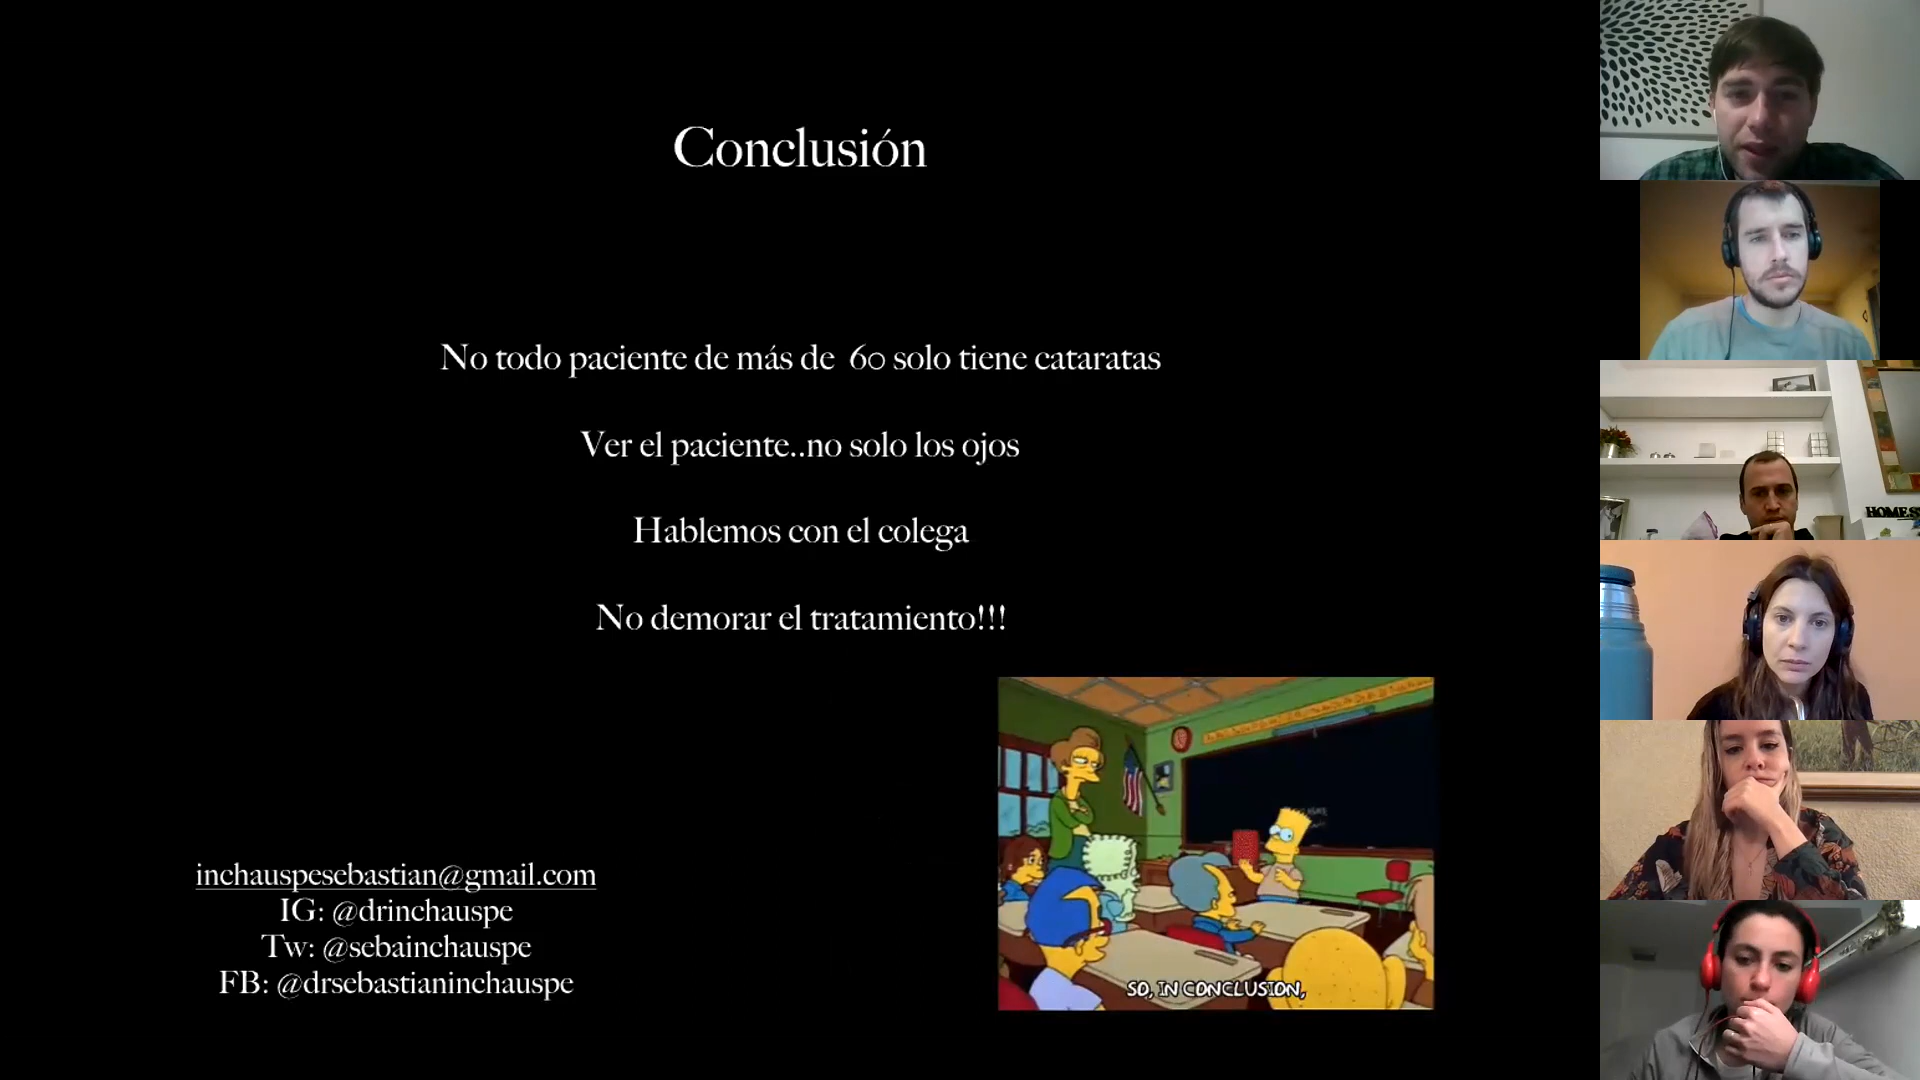 Conclusión
No todo paciente de más de 60 solo tiene cataratas
Ver el paciente..no solo los ojos
Hablemos con el colega
No demorar el tratamiento!!!
inchauspesebastian@gmail.com
IG: @drinchauspe
Tw: @sebainchauspe
FB: @drsebastianinchauspe
SO, IN CONCLUSION,